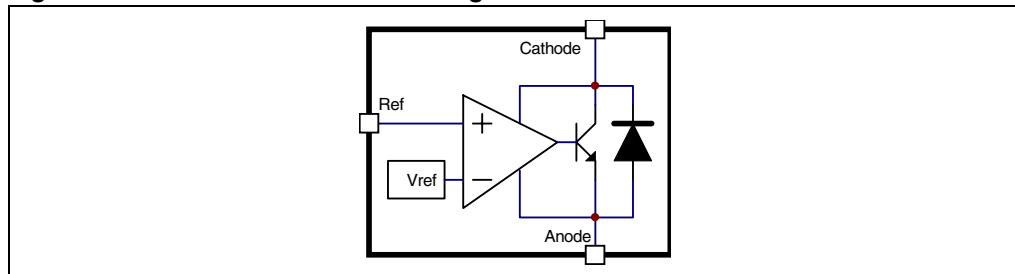 Cathode
Ref
+
Vref
−
Anode